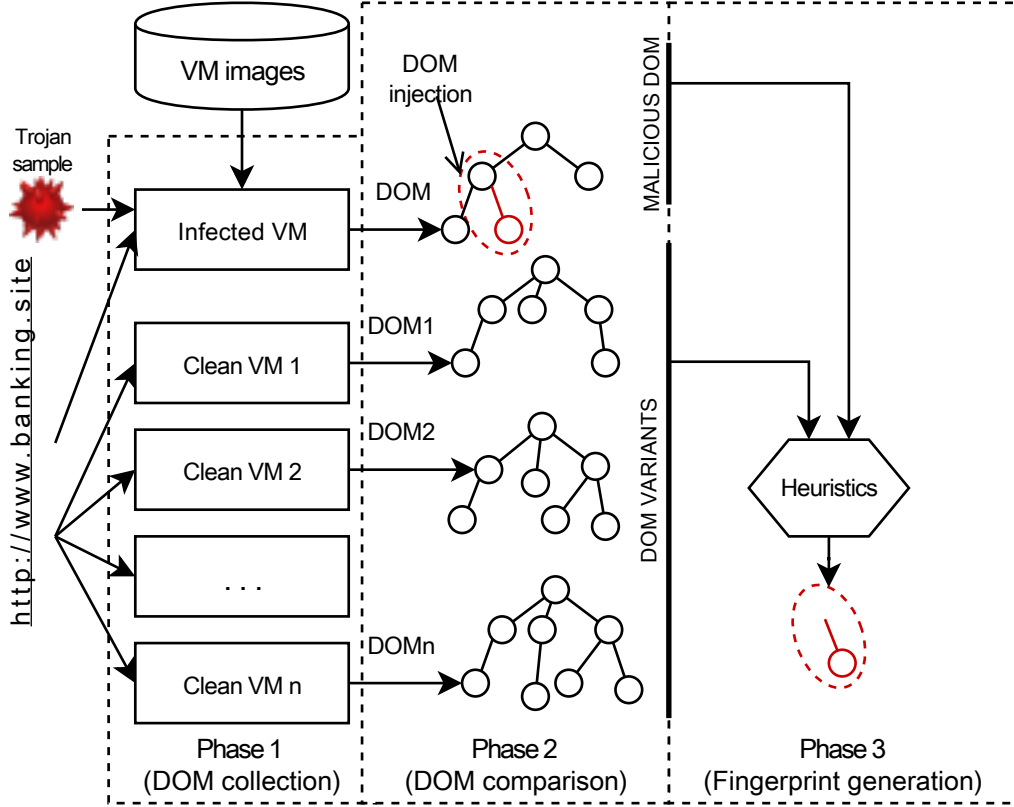 VM images
DOM
injection
Trojan
sample
DOM
Infected VM
MALICIOUS DOM
http://www.banking.site
DOM1
Clean VM 1
DOM2
Clean VM 2
DOM VARIANTS
Heuristics
. . .
DOMn
Clean VM n
Phase 1
(DOM collection)
Phase 2
(DOM comparison)
Phase 3
(Fingerprint generation)